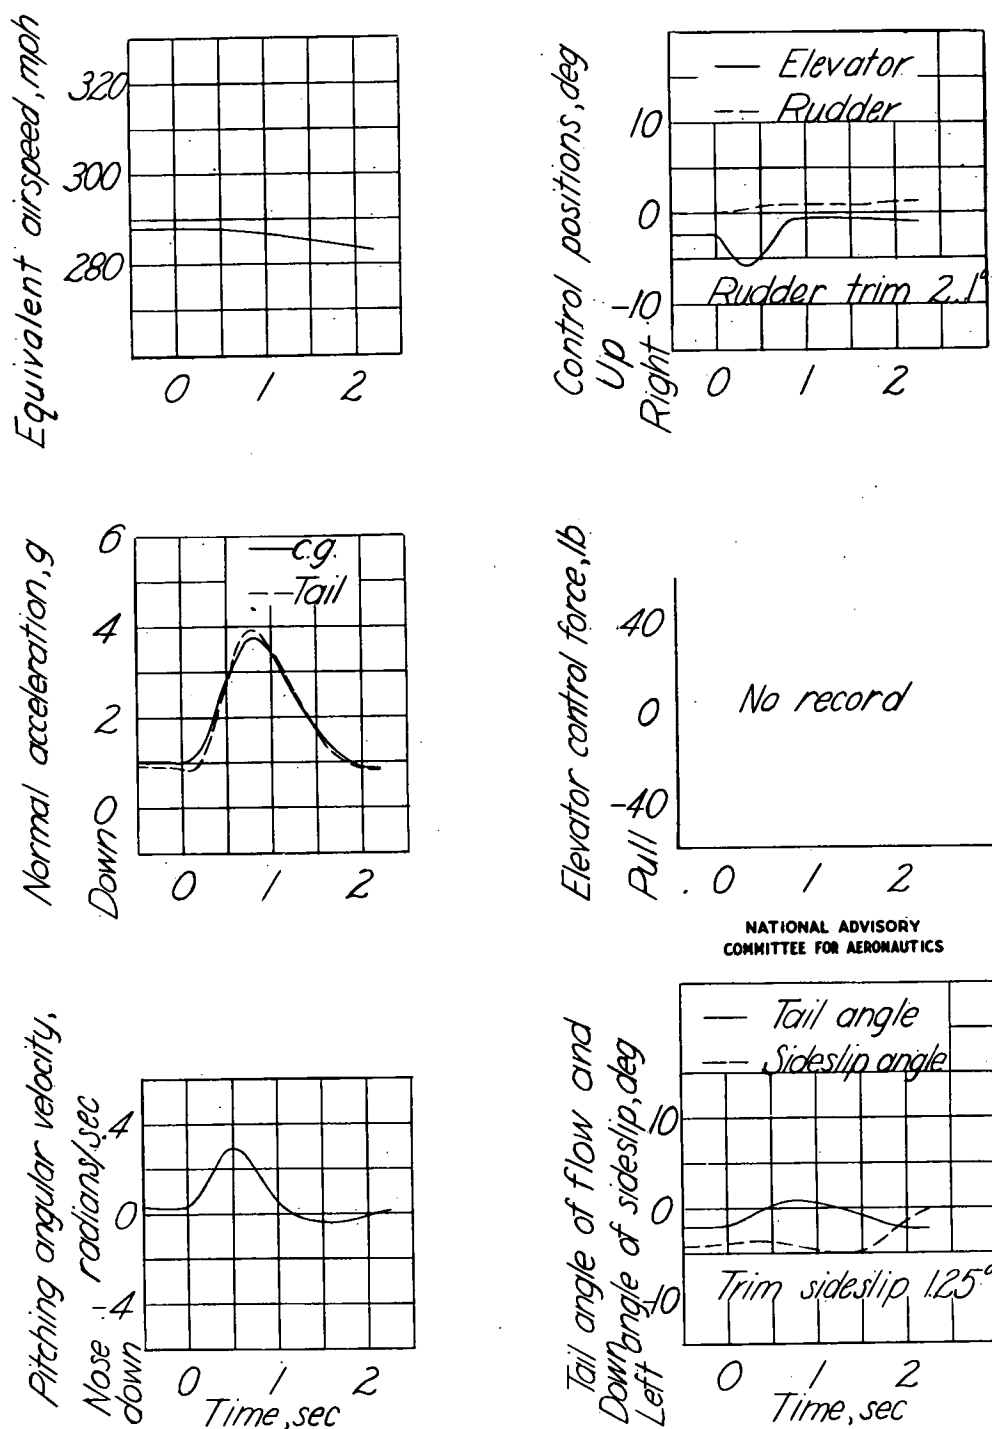 Equivalent airspeed, mph
320
300
280
0 1 2
Control positions, deg
Up
Right
Elevator
Rudder
10
0
-10
Rudder trim 2.1°
0 1 2
Normal acceleration, g
Down
6
4
2
0
c.g.
Tail
0 1 2
Elevator control force, lb
Pull
40
0
-40
No record
0 1 2
NATIONAL ADVISORY
COMMITTEE FOR AERONAUTICS
Pitching angular velocity,
radians/sec
Nose
down
.4
0
-.4
0 1 2
Time, sec
Tail angle of flow and
angle of sideslip, deg
Down
Left
Tail angle
Sideslip angle
10
0
-10
Trim sideslip 1.25°
0 1 2
Time, sec